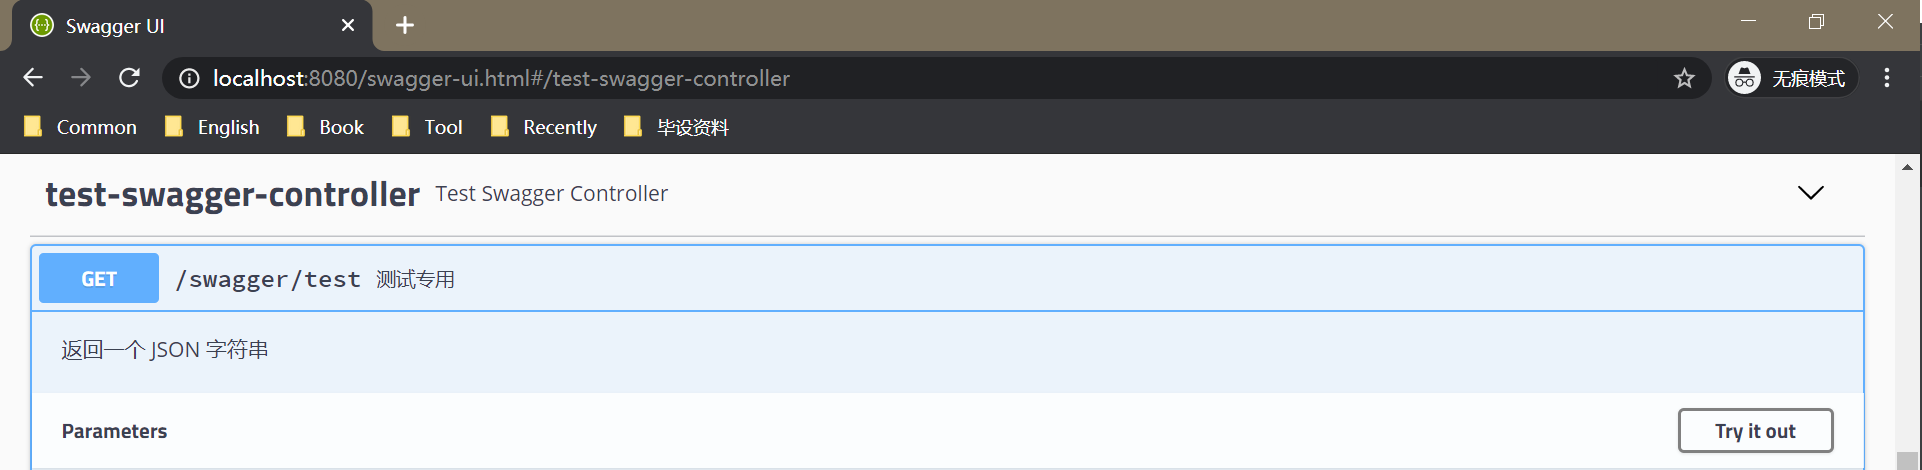 Swagger UI
localhost:8080/swagger-ui.html#/test-swagger-controller
无痕模式
Common English Book Tool Recently 毕设资料
test-swagger-controller Test Swagger Controller
GET /swagger/test 测试专用
返回一个 JSON 字符串
Parameters Try it out